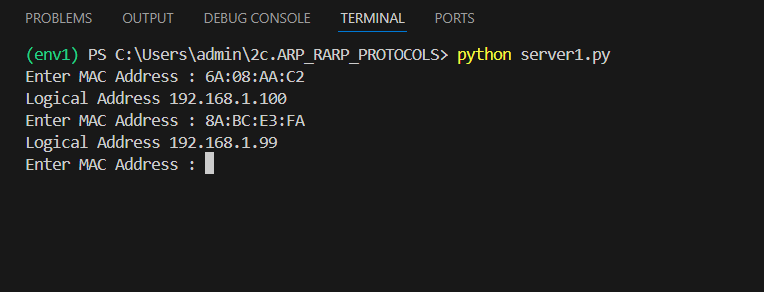 PROBLEMS OUTPUT DEBUG CONSOLE TERMINAL PORTS
(env1) PS C:\Users\admin\2c.ARP_RARP_PROTOCOLS> python server1.py
Enter MAC Address : 6A:08:AA:C2
Logical Address 192.168.1.100
Enter MAC Address : 8A:BC:E3:FA
Logical Address 192.168.1.99
Enter MAC Address :